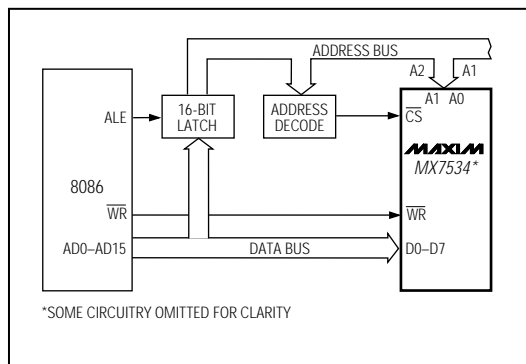 ADDRESS BUS
A2 A1
A1 A0
ALE
16-BIT
LATCH
ADDRESS
DECODE
CS
MAXIM
MX7534*
8086
WR
WR
AD0–AD15
DATA BUS
D0–D7
*SOME CIRCUITRY OMITTED FOR CLARITY